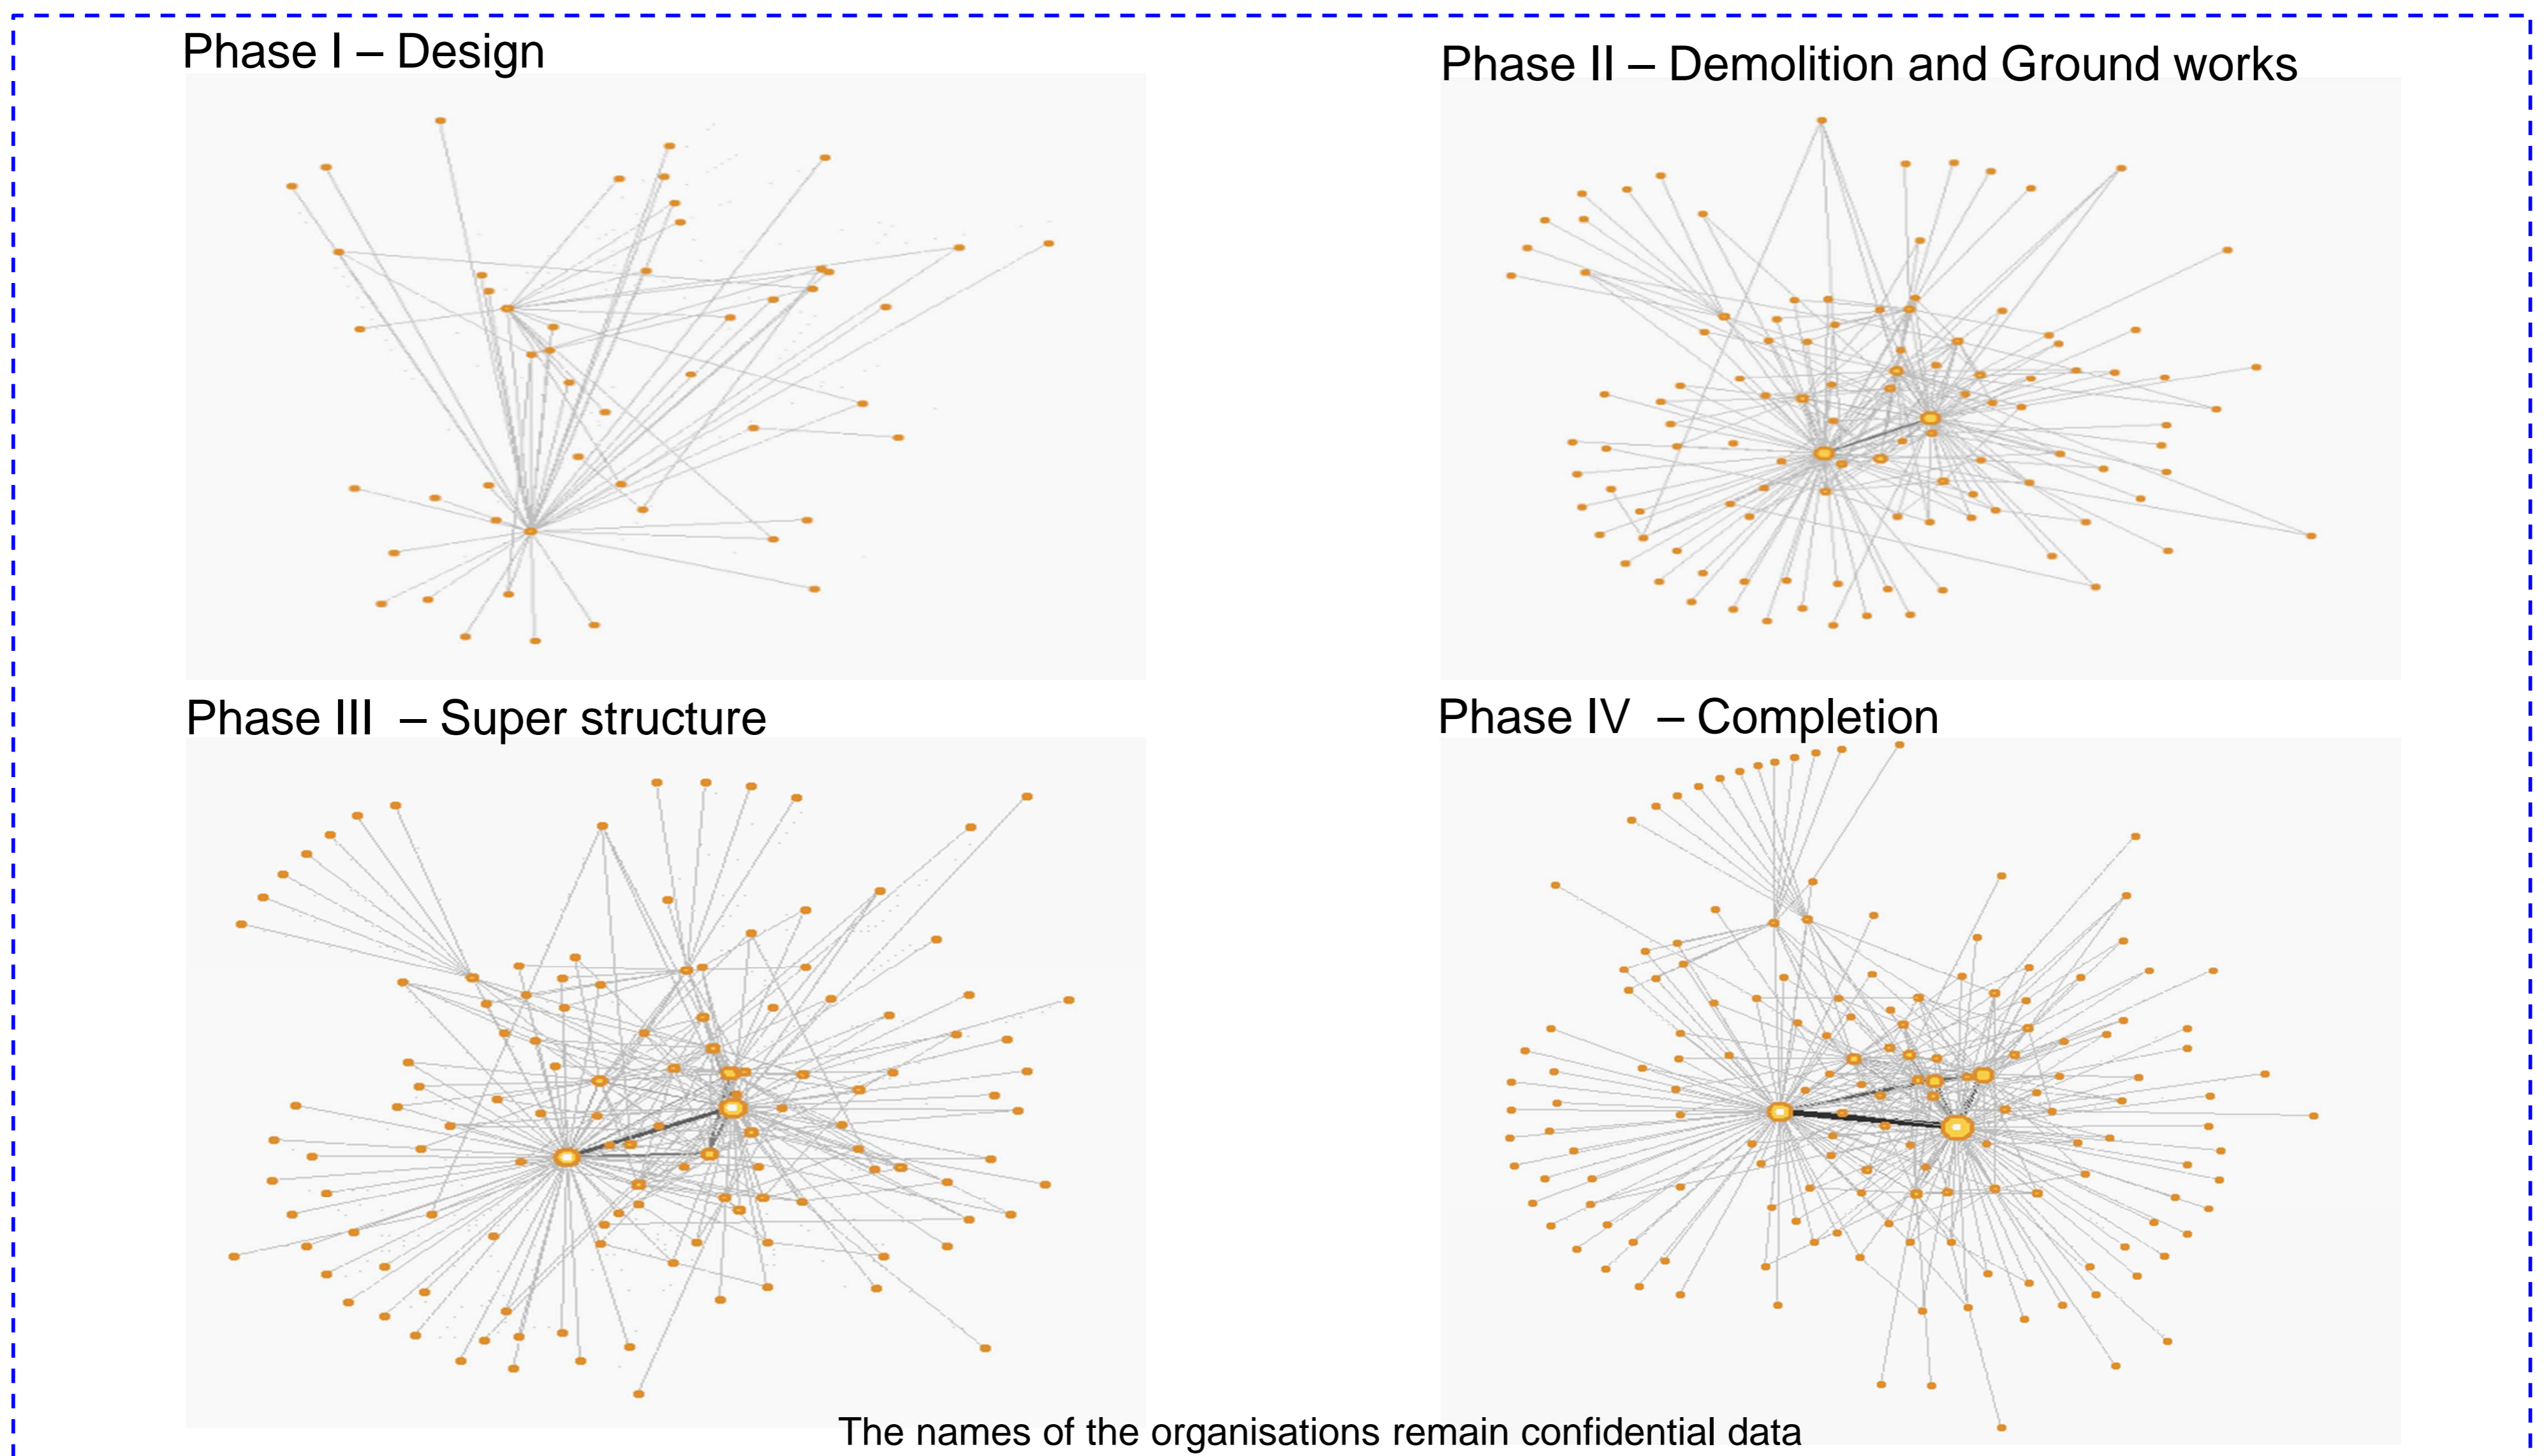 Phase I – Design
Phase II – Demolition and Ground works
Phase III – Super structure
Phase IV – Completion
The names of the organisations remain confidential data